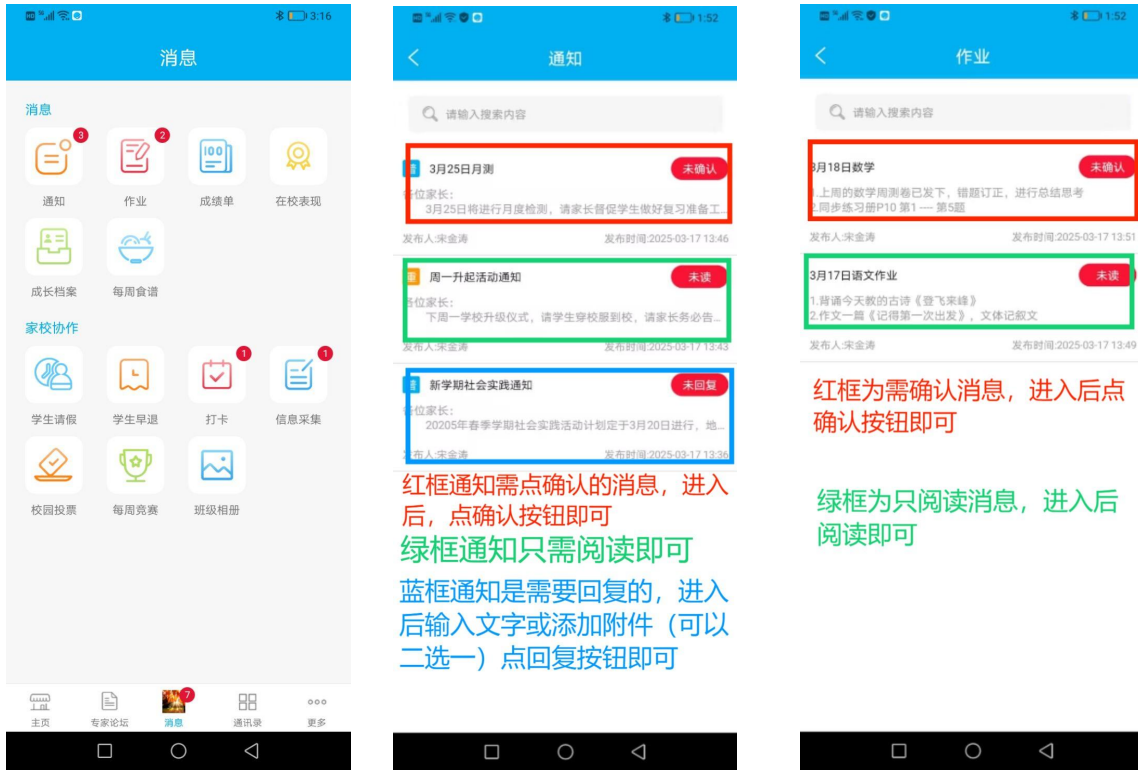 3:16
消息
消息
3
2
通知
作业
成绩单
在校表现
成长档案
每周食谱
家校协作
1
1
学生请假
学生早退
打卡
信息采集
校园投票
每周竞赛
班级相册
7
主页
专家论坛
消息
通讯录
更多
1:52
通知
请输入搜索内容
普 3月25日月测 未确认
各位家长:
3月25日将进行月度检测,请家长督促学生做好复习准备工...
发布人:宋金涛 发布时间:2025-03-17 13:46
重 周一升起活动通知 未读
各位家长:
下周一学校升级仪式,请学生穿校服到校,请家长务必告...
发布人:宋金涛 发布时间:2025-03-17 13:43
普 新学期社会实践通知 未回复
各位家长:
20205年春季学期社会实践活动计划定于3月20日进行,地...
发布人:宋金涛 发布时间:2025-03-17 13:36
红框通知需点确认的消息,进入
后,点确认按钮即可
绿框通知只需阅读即可
蓝框通知是需要回复的,进入
后输入文字或添加附件(可以
二选一)点回复按钮即可
1:52
作业
请输入搜索内容
3月18日数学 未确认
1.上周的数学周测卷已发下,错题订正,进行总结思考
2.同步练习册P10 第1 — 第5题
发布人:宋金涛 发布时间:2025-03-17 13:51
3月17日语文作业 未读
1.背诵今天教的古诗《登飞来峰》
2.作文一篇《记得第一次出发》,文体记叙文
发布人:宋金涛 发布时间:2025-03-17 13:49
红框为需确认消息,进入后点
确认按钮即可
绿框为只阅读消息,进入后
阅读即可